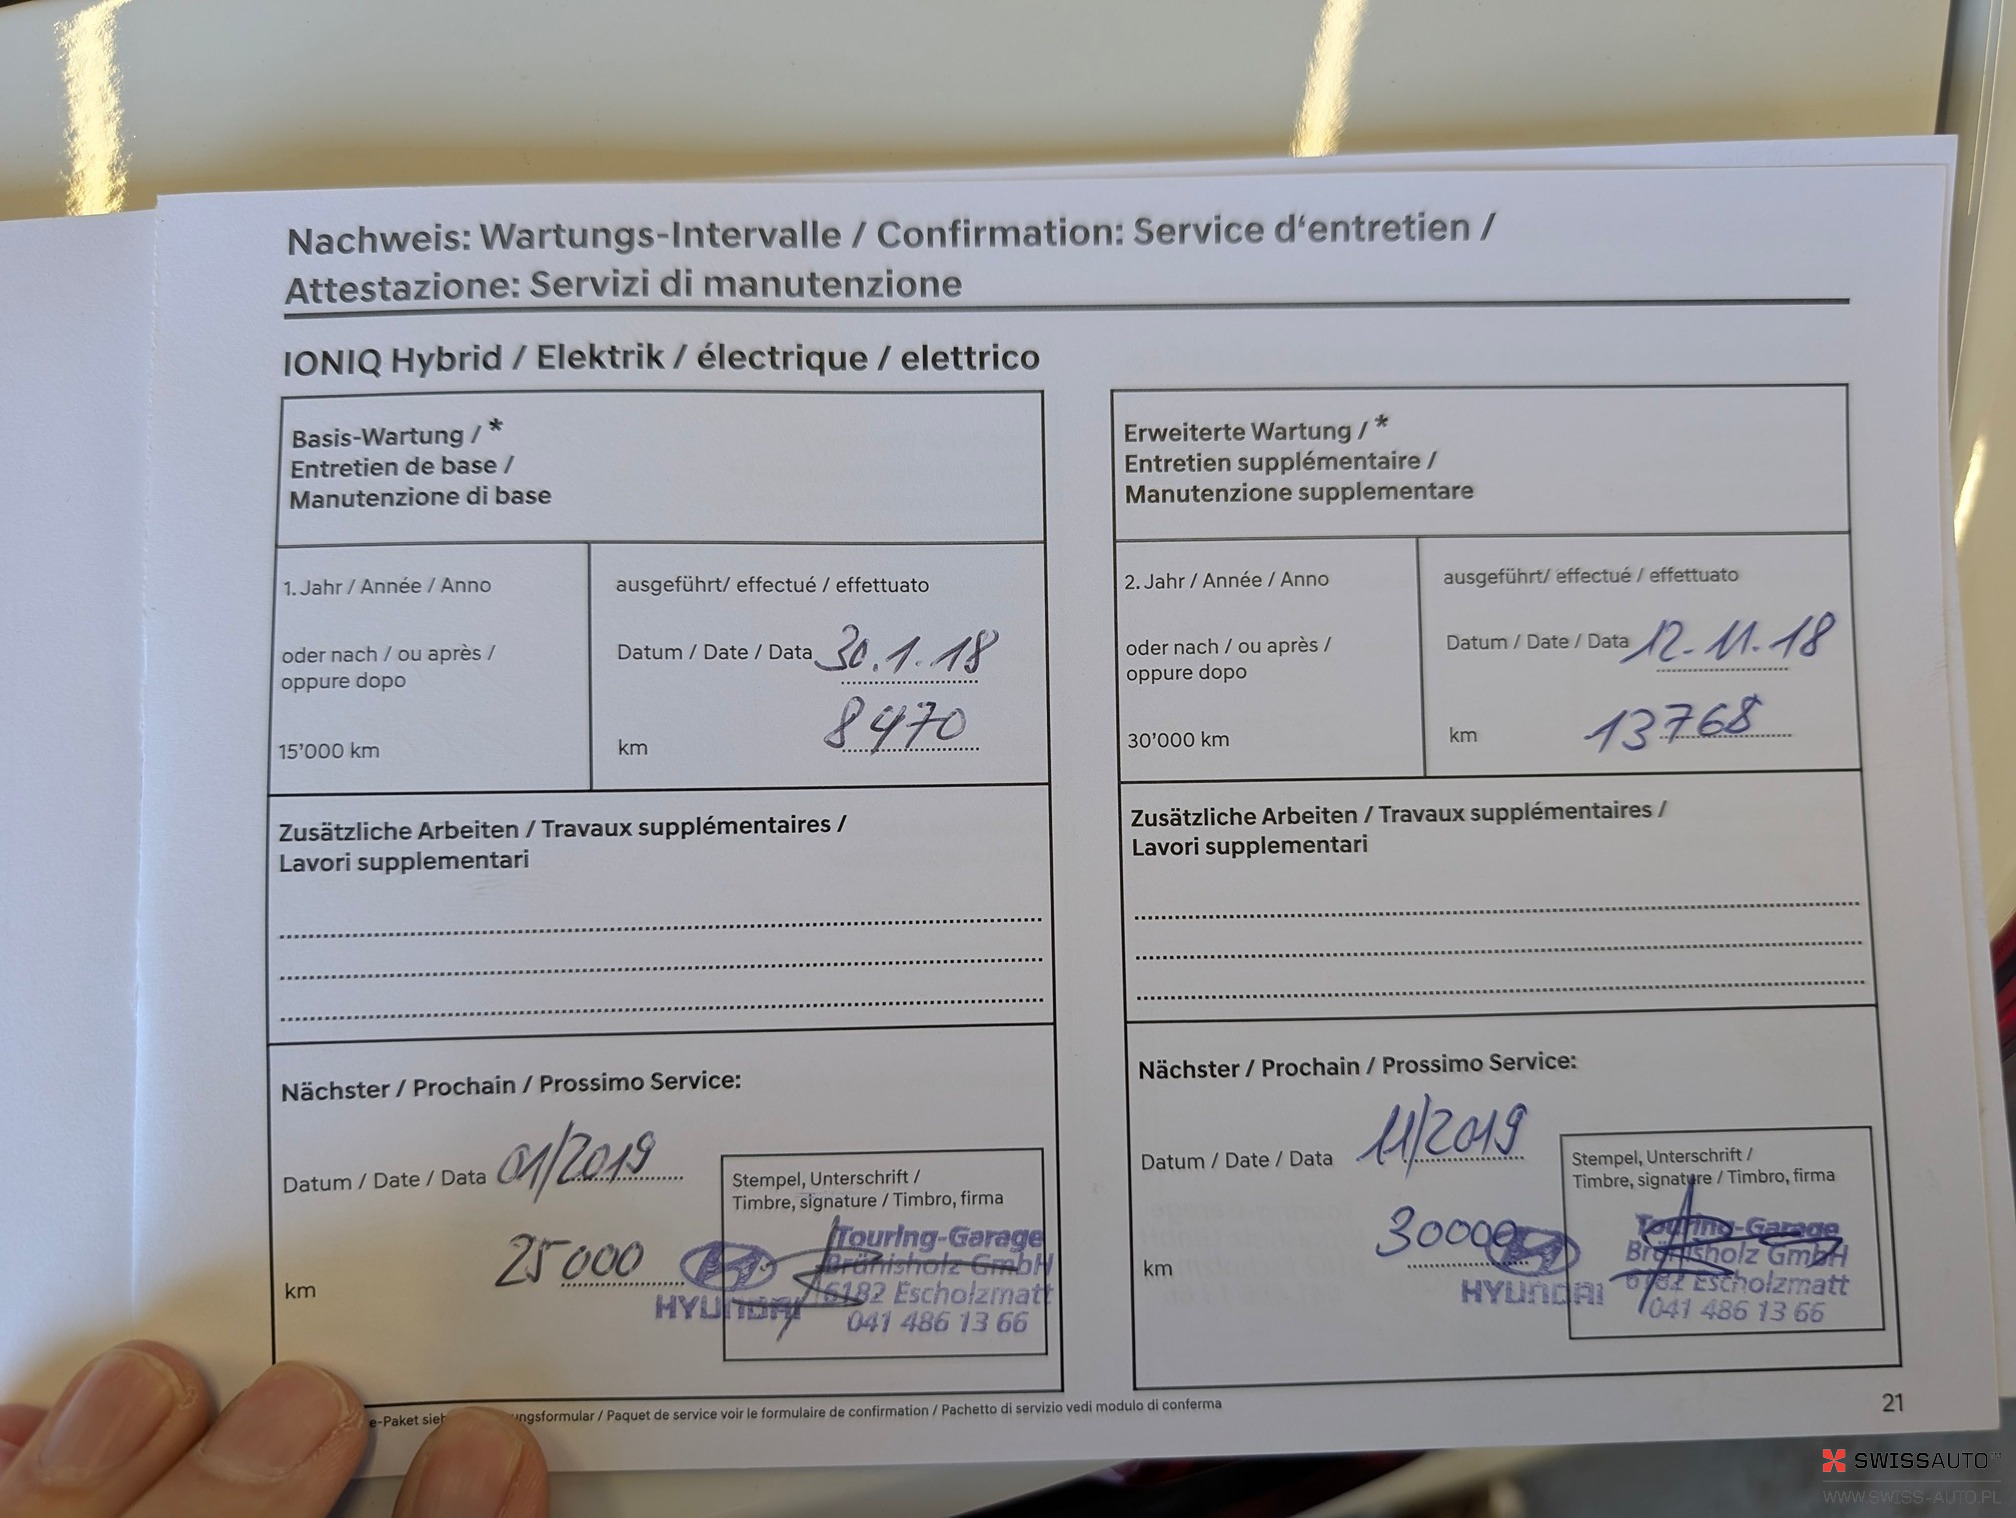 Nachweis: Wartungs-Intervalle / Confirmation: Service d‘entretien /
Attestazione: Servizi di manutenzione
IONIQ Hybrid / Elektrik / électrique / elettrico
Basis-Wartung / *
Entretien de base /
Manutenzione di base
1. Jahr / Année / Anno
oder nach / ou après /
oppure dopo
15’000 km
ausgeführt/ effectué / effettuato
Datum / Date / Data 30.1.18
km 8470
Zusätzliche Arbeiten / Travaux supplémentaires /
Lavori supplementari
Nächster / Prochain / Prossimo Service:
Datum / Date / Data 01/2019
km 25000
Stempel, Unterschrift /
Timbre, signature / Timbro, firma
HYUNDAI
Touring-Garage
Brünisholz GmbH
6182 Escholzmatt
041 486 13 66
Erweiterte Wartung / *
Entretien supplémentaire /
Manutenzione supplementare
2. Jahr / Année / Anno
oder nach / ou après /
oppure dopo
30’000 km
ausgeführt/ effectué / effettuato
Datum / Date / Data 12.11.18
km 13768
Zusätzliche Arbeiten / Travaux supplémentaires /
Lavori supplementari
Nächster / Prochain / Prossimo Service:
Datum / Date / Data 11/2019
km 30000
Stempel, Unterschrift /
Timbre, signature / Timbro, firma
HYUNDAI
Touring-Garage
Brünisholz GmbH
6182 Escholzmatt
041 486 13 66
e-Paket sieh ngsformular / Paquet de service voir le formulaire de confirmation / Pachetto di servizio vedi modulo di conferma
21
SWISSAUTO
WWW.SWISS-AUTO.PL